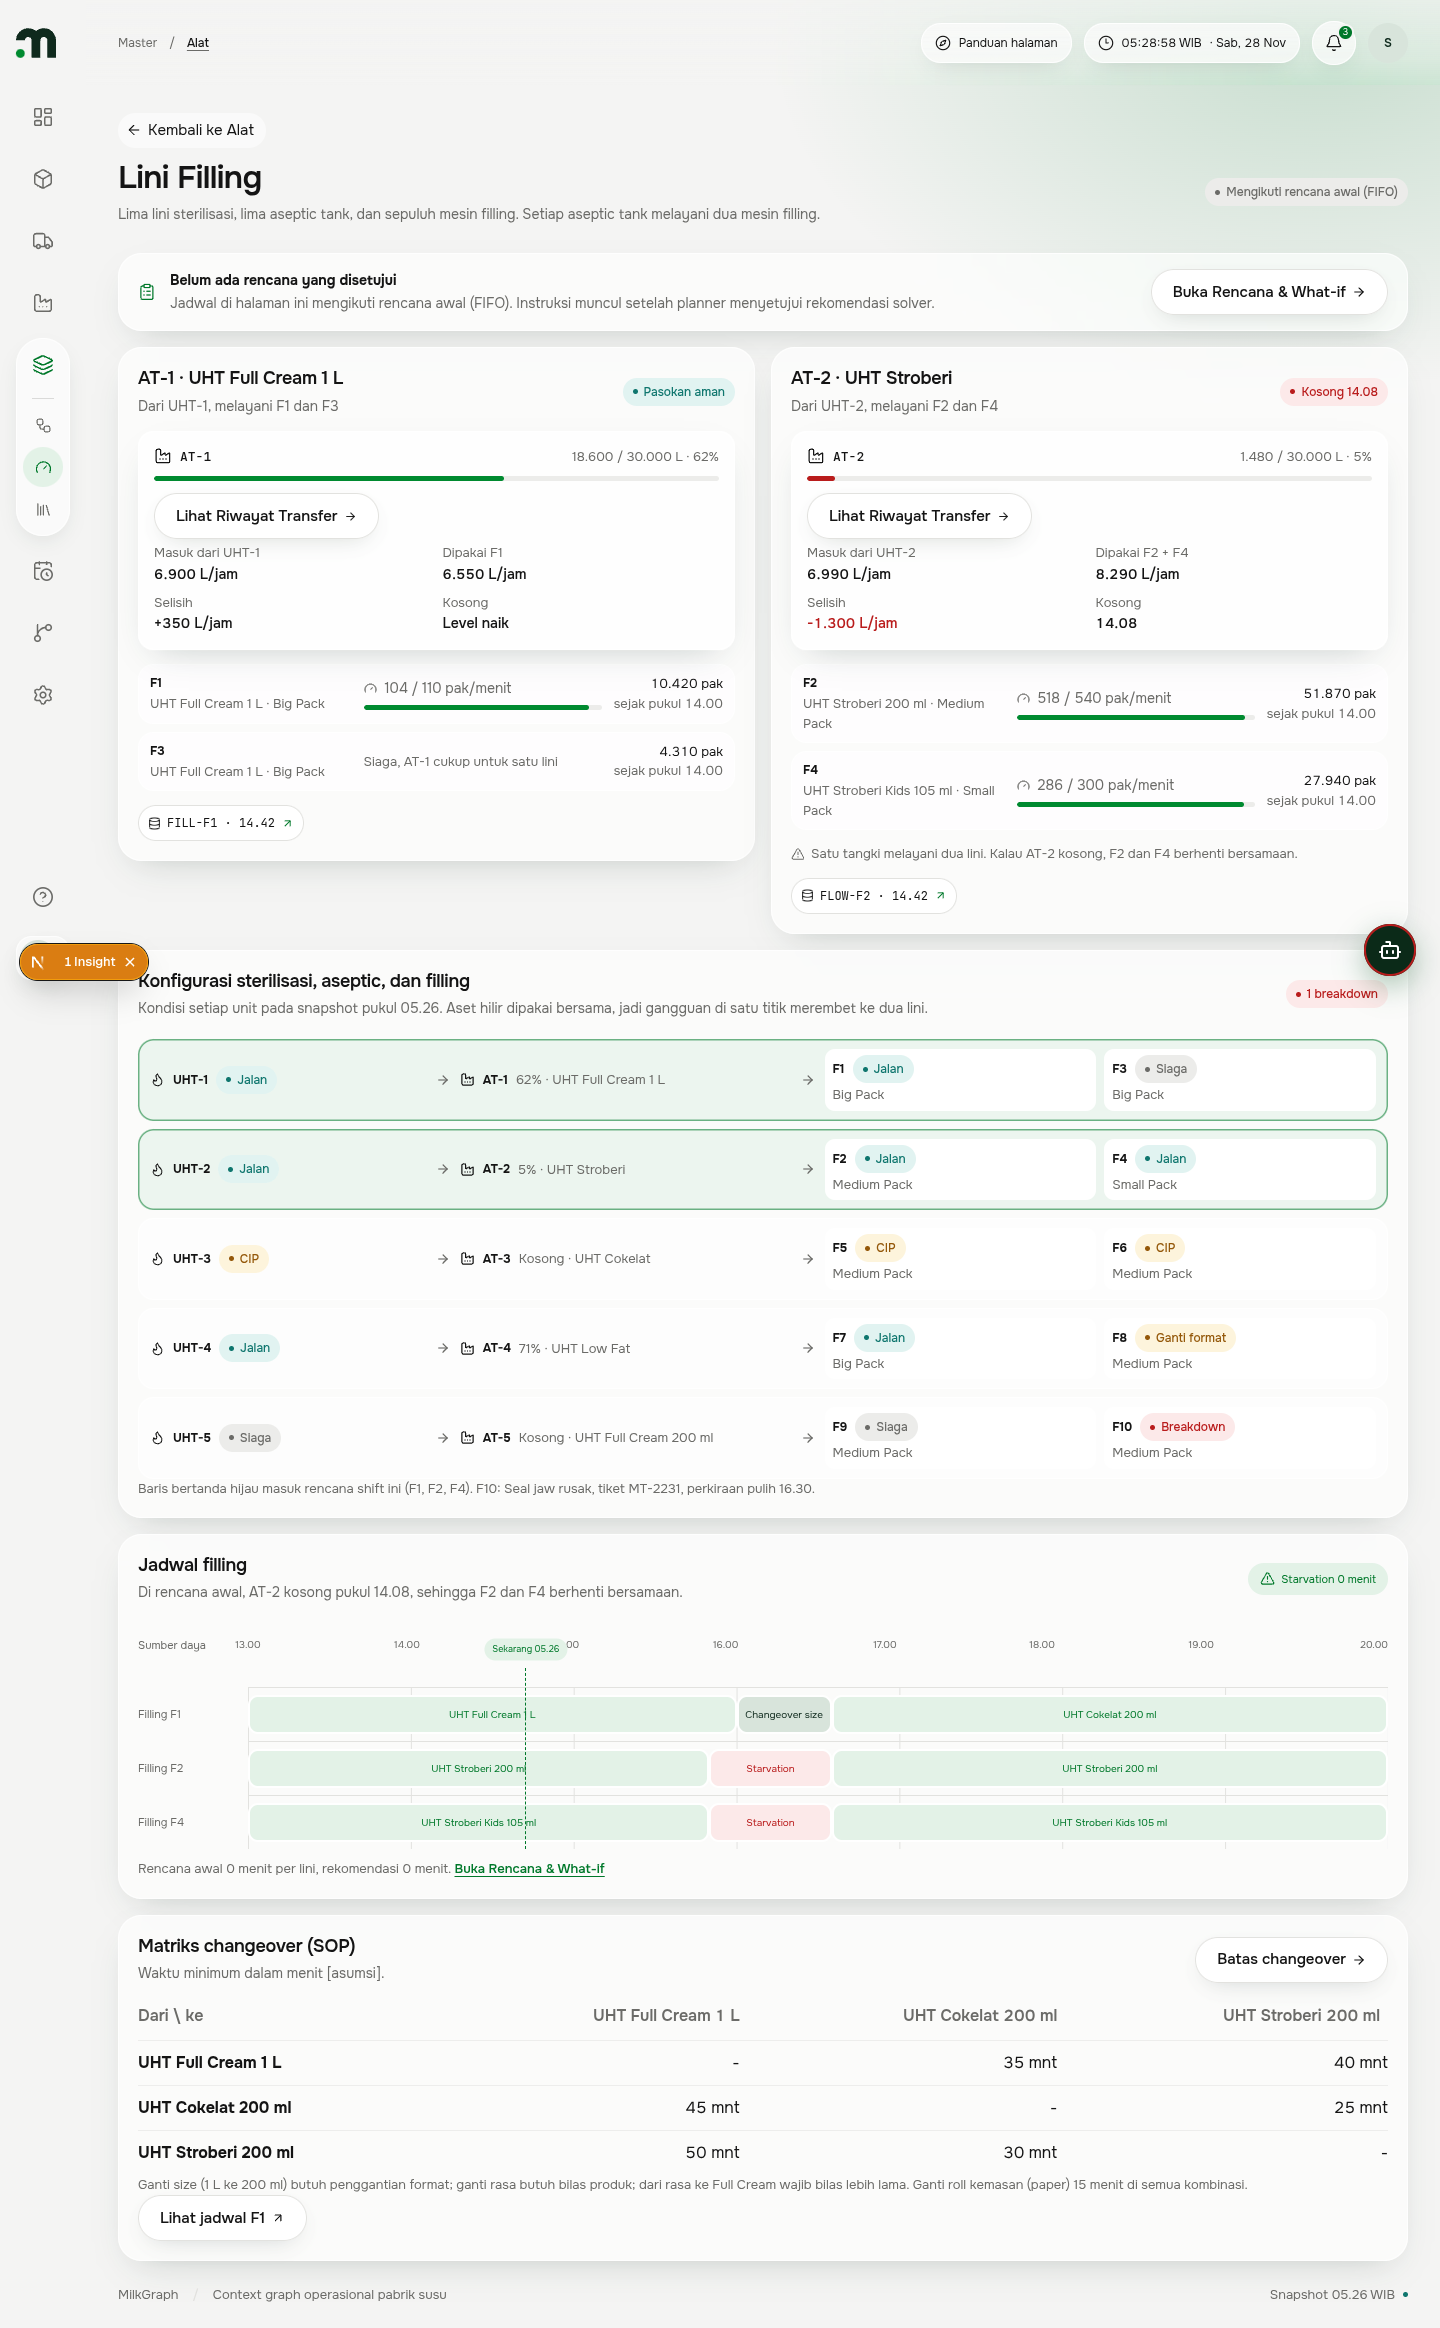 Master / Alat
Panduan halaman
05:28:58 WIB · Sab, 28 Nov
3
S
Kembali ke Alat
Lini Filling
Lima lini sterilisasi, lima aseptic tank, dan sepuluh mesin filling. Setiap aseptic tank melayani dua mesin filling.
Mengikuti rencana awal (FIFO)
Belum ada rencana yang disetujui
Jadwal di halaman ini mengikuti rencana awal (FIFO). Instruksi muncul setelah planner menyetujui rekomendasi solver.
Buka Rencana & What-if
AT-1 · UHT Full Cream 1 L
Dari UHT-1, melayani F1 dan F3
Pasokan aman
AT-1
18.600 / 30.000 L · 62%
Lihat Riwayat Transfer
Masuk dari UHT-1
Dipakai F1
6.900 L/jam
6.550 L/jam
Selisih
Kosong
+350 L/jam
Level naik
F1
UHT Full Cream 1 L · Big Pack
104 / 110 pak/menit
10.420 pak
sejak pukul 14.00
F3
UHT Full Cream 1 L · Big Pack
Siaga, AT-1 cukup untuk satu lini
4.310 pak
sejak pukul 14.00
FILL-F1 · 14.42
AT-2 · UHT Stroberi
Dari UHT-2, melayani F2 dan F4
Kosong 14.08
AT-2
1.480 / 30.000 L · 5%
Lihat Riwayat Transfer
Masuk dari UHT-2
Dipakai F2 + F4
6.990 L/jam
8.290 L/jam
Selisih
Kosong
-1.300 L/jam
14.08
F2
UHT Stroberi 200 ml · Medium
Pack
518 / 540 pak/menit
51.870 pak
sejak pukul 14.00
F4
UHT Stroberi Kids 105 ml · Small
Pack
286 / 300 pak/menit
27.940 pak
sejak pukul 14.00
Satu tangki melayani dua lini. Kalau AT-2 kosong, F2 dan F4 berhenti bersamaan.
FLOW-F2 · 14.42
1 Insight
Konfigurasi sterilisasi, aseptic, dan filling
Kondisi setiap unit pada snapshot pukul 05.26. Aset hilir dipakai bersama, jadi gangguan di satu titik merembet ke dua lini.
1 breakdown
UHT-1 Jalan
AT-1 62% · UHT Full Cream 1 L
F1 Jalan
Big Pack
F3 Siaga
Big Pack
UHT-2 Jalan
AT-2 5% · UHT Stroberi
F2 Jalan
Medium Pack
F4 Jalan
Small Pack
UHT-3 CIP
AT-3 Kosong · UHT Cokelat
F5 CIP
Medium Pack
F6 CIP
Medium Pack
UHT-4 Jalan
AT-4 71% · UHT Low Fat
F7 Jalan
Big Pack
F8 Ganti format
Medium Pack
UHT-5 Siaga
AT-5 Kosong · UHT Full Cream 200 ml
F9 Siaga
Medium Pack
F10 Breakdown
Medium Pack
Baris bertanda hijau masuk rencana shift ini (F1, F2, F4). F10: Seal jaw rusak, tiket MT-2231, perkiraan pulih 16.30.
Jadwal filling
Di rencana awal, AT-2 kosong pukul 14.08, sehingga F2 dan F4 berhenti bersamaan.
Starvation 0 menit
Sumber daya 13.00 14.00 Sekarang 05.26 00 16.00 17.00 18.00 19.00 20.00
Filling F1 UHT Full Cream 1 L Changeover size UHT Cokelat 200 ml
Filling F2 UHT Stroberi 200 ml Starvation UHT Stroberi 200 ml
Filling F4 UHT Stroberi Kids 105 ml Starvation UHT Stroberi Kids 105 ml
Rencana awal 0 menit per lini, rekomendasi 0 menit. Buka Rencana & What-if
Matriks changeover (SOP)
Waktu minimum dalam menit [asumsi].
Batas changeover
Dari \ ke UHT Full Cream 1 L UHT Cokelat 200 ml UHT Stroberi 200 ml
UHT Full Cream 1 L - 35 mnt 40 mnt
UHT Cokelat 200 ml 45 mnt - 25 mnt
UHT Stroberi 200 ml 50 mnt 30 mnt -
Ganti size (1 L ke 200 ml) butuh penggantian format; ganti rasa butuh bilas produk; dari rasa ke Full Cream wajib bilas lebih lama. Ganti roll kemasan (paper) 15 menit di semua kombinasi.
Lihat jadwal F1
MilkGraph / Context graph operasional pabrik susu
Snapshot 05.26 WIB